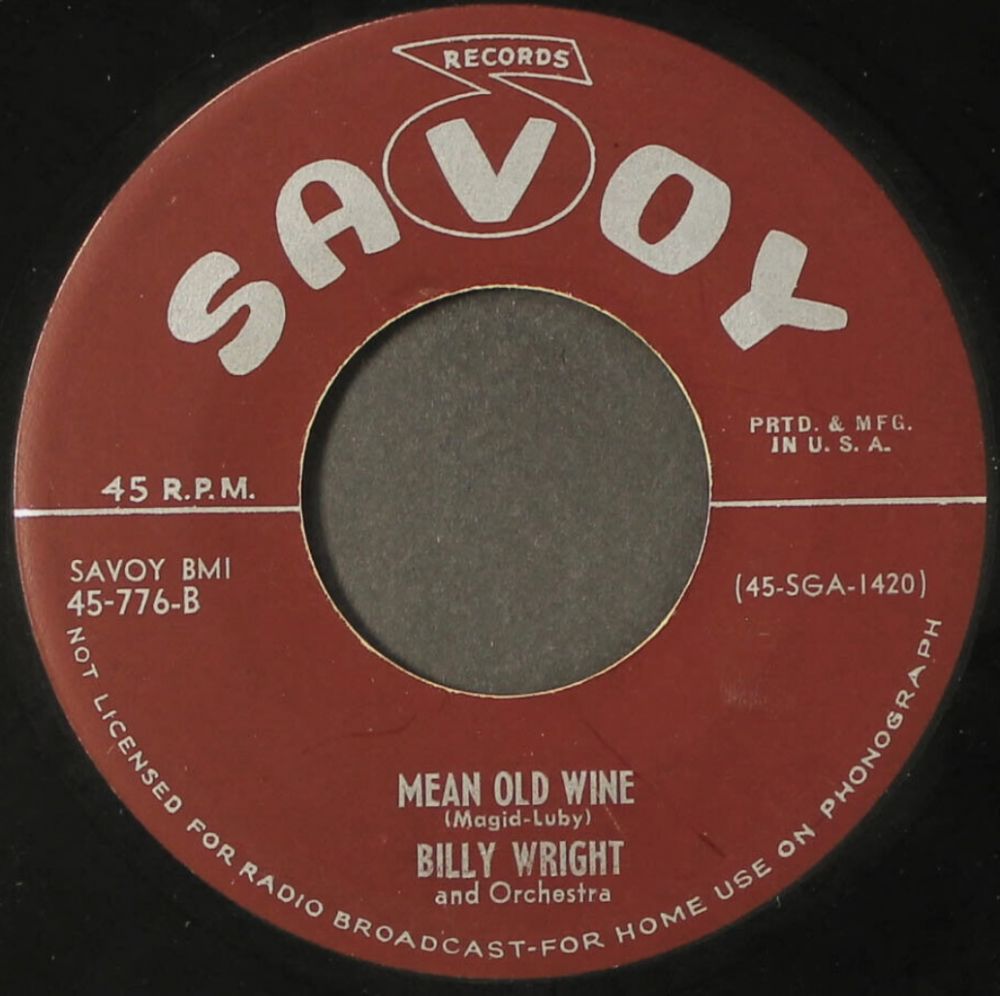 RECORDS
SAVOY
PRTD. & MFG.
IN U. S. A.
45 R.P.M.
SAVOY BMI
45-776-B
(45-SGA-1420)
MEAN OLD WINE
(Magid-Luby)
BILLY WRIGHT
and Orchestra
NOT LICENSED FOR RADIO BROADCAST-FOR HOME USE ON PHONOGRAPH